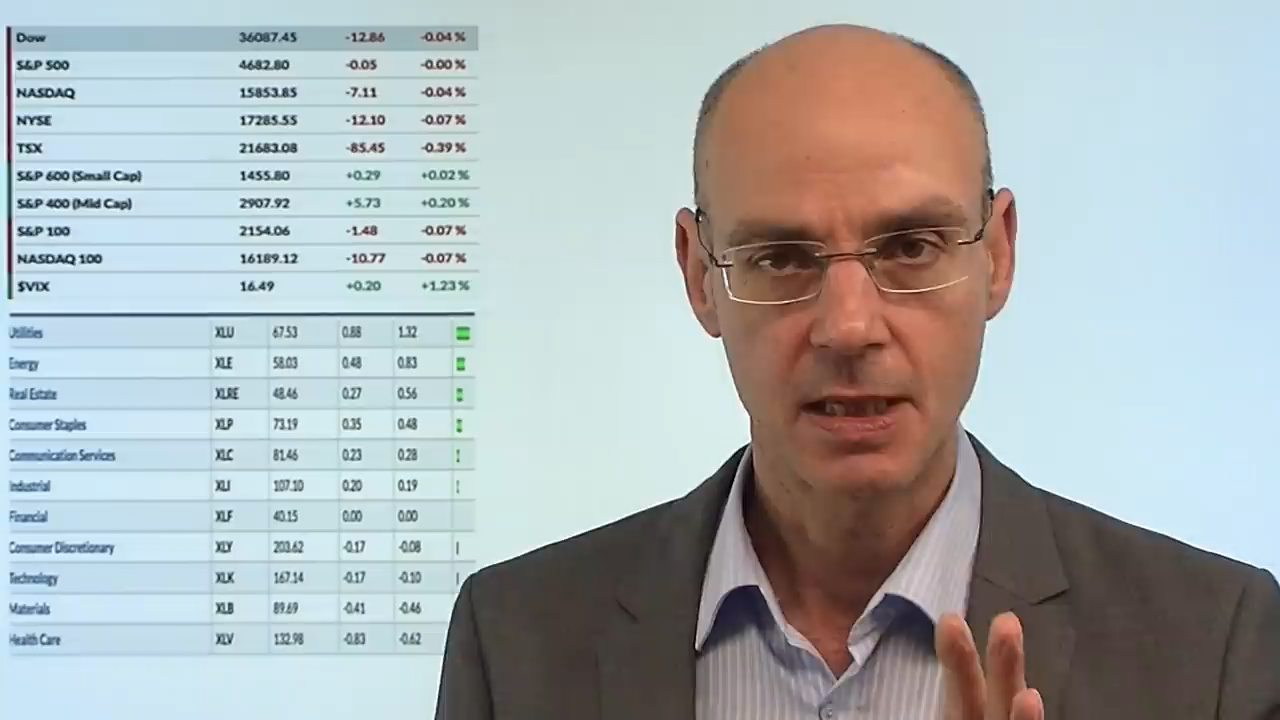 Dow 36087.45 -12.86 -0.04 %
S&P 500 4682.80 -0.05 -0.00 %
NASDAQ 15853.85 -7.11 -0.04 %
NYSE 17285.55 -12.10 -0.07 %
TSX 21683.08 -85.45 -0.39 %
S&P 600 (Small Cap) 1455.80 +0.29 +0.02 %
S&P 400 (Mid Cap) 2907.92 +5.73 +0.20 %
S&P 100 2154.06 -1.48 -0.07 %
NASDAQ 100 16189.12 -10.77 -0.07 %
$VIX 16.49 +0.20 +1.23 %
Utilities XLU 67.53 0.88 1.32
Energy XLE 58.03 0.48 0.83
Real Estate XLRE 48.46 0.27 0.56
Consumer Staples XLP 73.19 0.35 0.48
Communication Services XLC 81.46 0.23 0.28
Industrial XLI 107.10 0.20 0.19
Financial XLF 40.15 0.00 0.00
Consumer Discretionary XLY 203.62 -0.17 -0.08
Technology XLK 167.14 -0.17 -0.10
Materials XLB 89.69 -0.41 -0.46
Health Care XLV 132.98 -0.83 -0.62